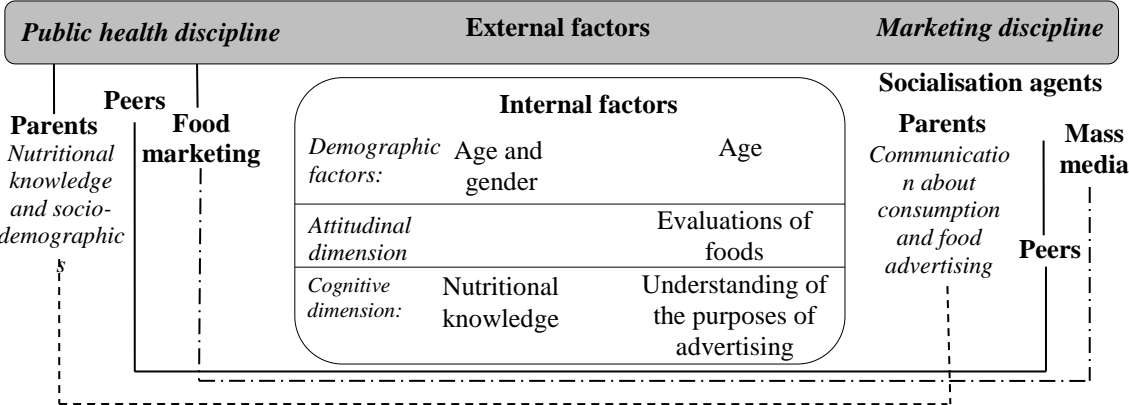 Public health discipline
External factors
Marketing discipline
Peers
Parents
Nutritional
knowledge
and socio-
demographic
s
Food
marketing
Internal factors
Demographic
factors:
Age and
gender
Age
Attitudinal
dimension
Evaluations of
foods
Cognitive
dimension:
Nutritional
knowledge
Understanding of
the purposes of
advertising
Socialisation agents
Parents
Communicatio
n about
consumption
and food
advertising
Peers
Mass
media